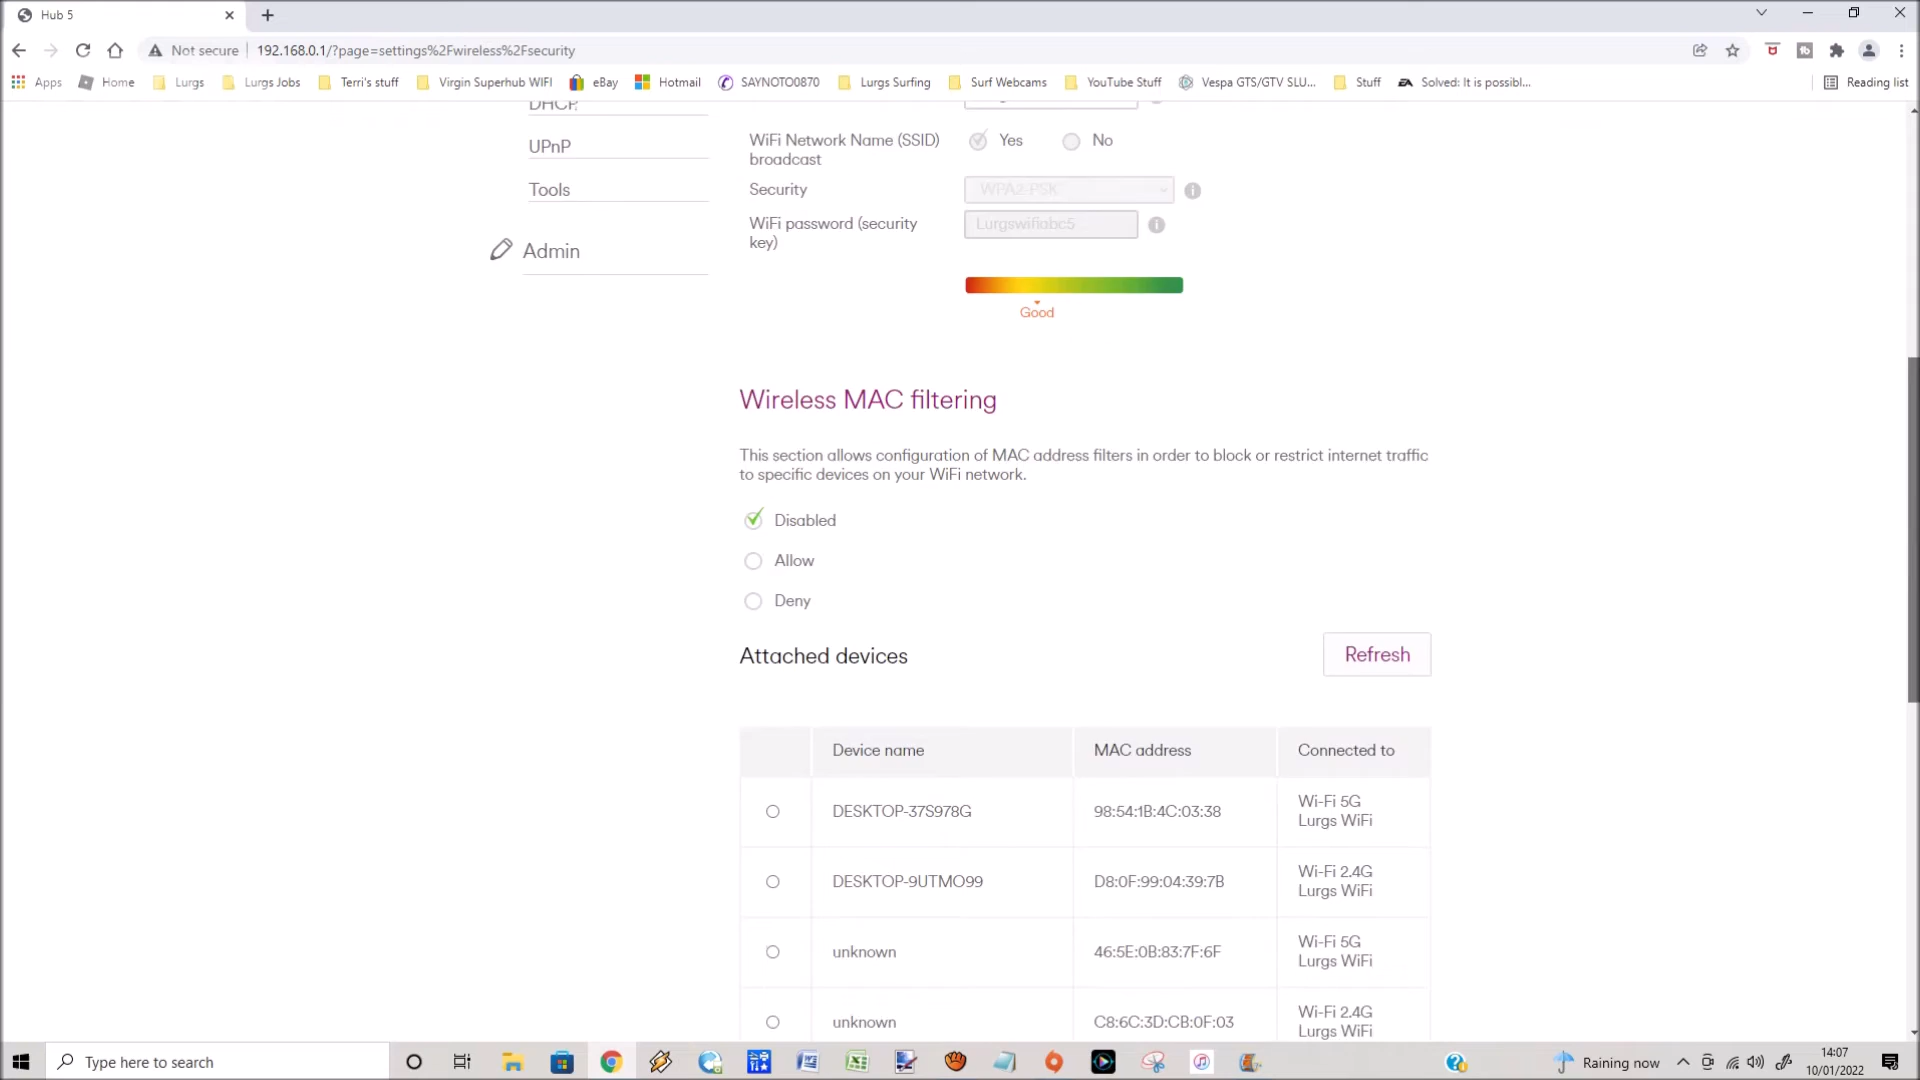 Hub 5
Not secure 192.168.0.1/?page=settings%2Fwireless%2Fsecurity
Apps Home Lurgs Lurgs Jobs Terri's stuff Virgin Superhub WIFI eBay Hotmail SAYNOTO0870 Lurgs Surfing Surf Webcams YouTube Stuff Vespa GTS/GTV SLU... Stuff Solved: It is possibl... Reading list
DHCP
UPnP
Tools
Admin
WiFi Network Name (SSID)
broadcast
Yes No
Security WPA2-PSK
WiFi password (security
key)
Lurgswifiabc5
Good
Wireless MAC filtering
This section allows configuration of MAC address filters in order to block or restrict internet traffic
to specific devices on your WiFi network.
Disabled
Allow
Deny
Attached devices Refresh
Device name MAC address Connected to
DESKTOP-37S978G 98:54:1B:4C:03:38 Wi-Fi 5G
Lurgs WiFi
DESKTOP-9UTMO99 D8:0F:99:04:39:7B Wi-Fi 2.4G
Lurgs WiFi
unknown 46:5E:0B:83:7F:6F Wi-Fi 5G
Lurgs WiFi
unknown C8:6C:3D:CB:0F:03 Wi-Fi 2.4G
Lurgs WiFi
Type here to search
Raining now
14:07
10/01/2022